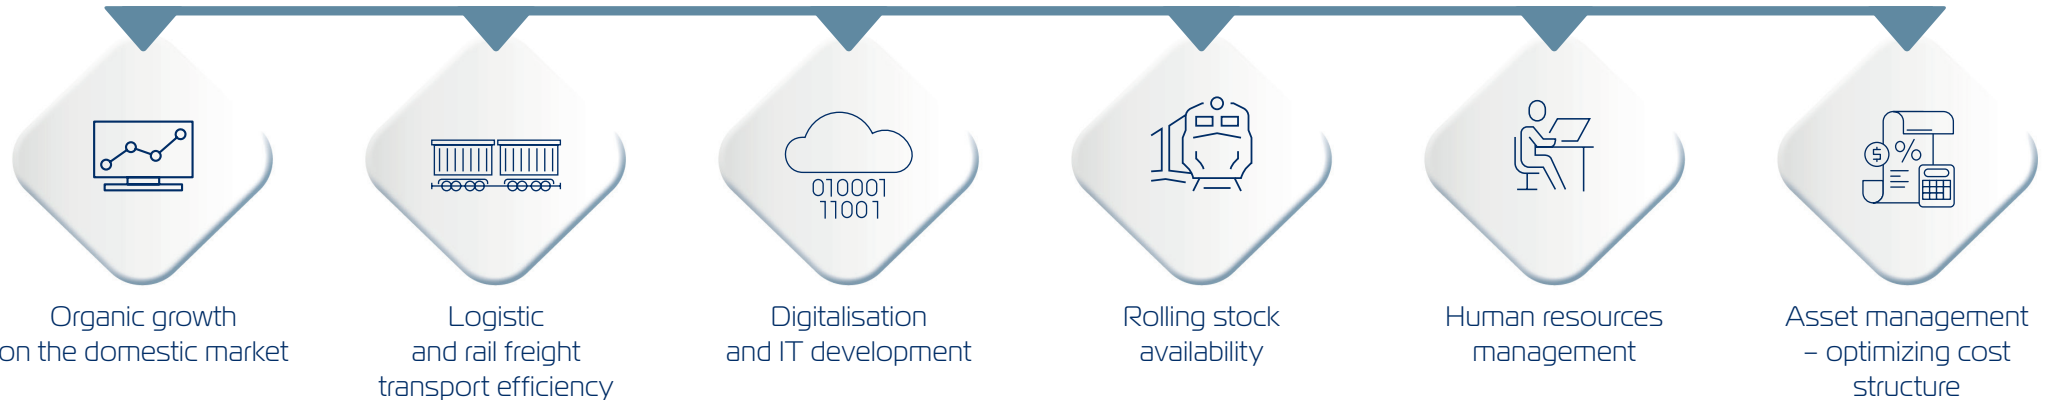 010001
11001
$
%
Organic growth
on the domestic market
Logistic
and rail freight
transport efficiency
Digitalisation
and IT development
Rolling stock
availability
Human resources
management
Asset management
– optimizing cost
structure